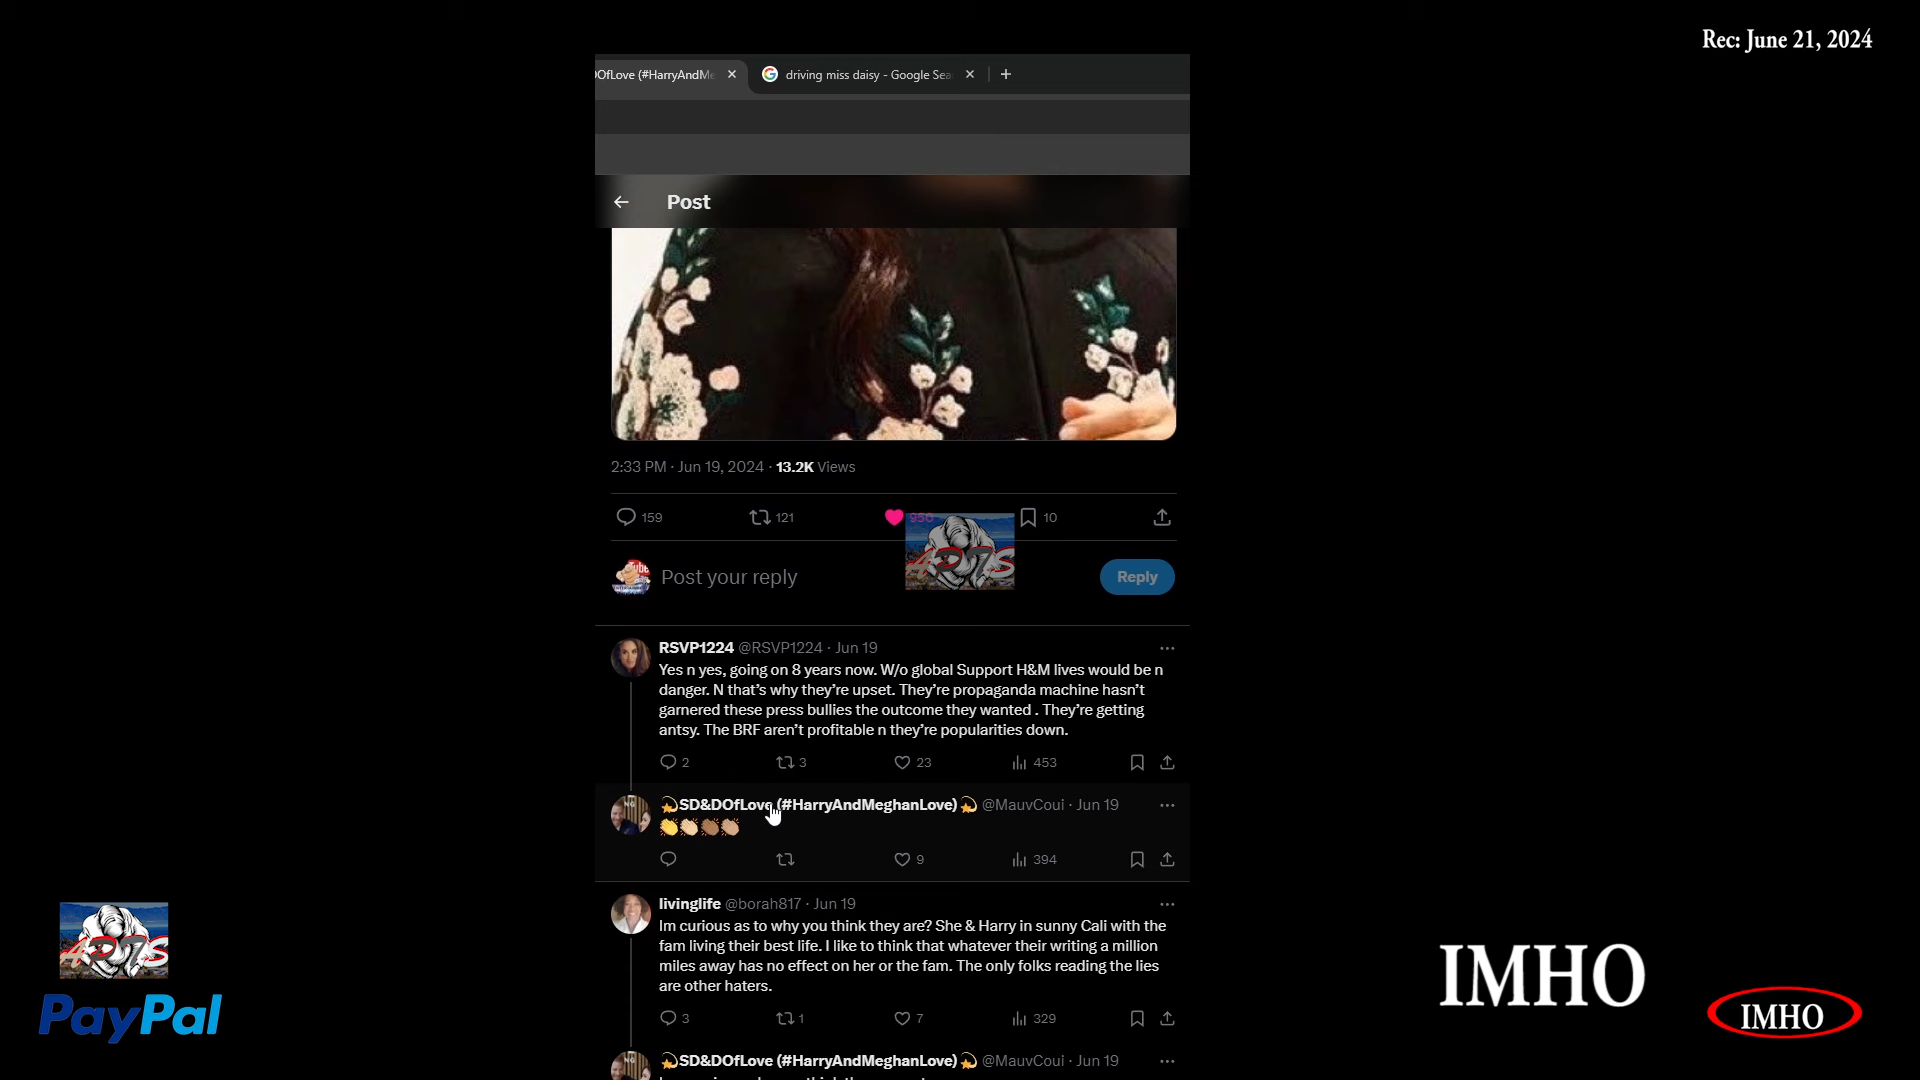 Rec: June 21, 2024
OfLove (#HarryAndMe
driving miss daisy - Google Sea
Post
2:33 PM · Jun 19, 2024 · 13.2K Views
159 121 950 10
Post your reply
Reply
RSVP1224 @RSVP1224 · Jun 19
Yes n yes, going on 8 years now. W/o global Support H&M lives would be n
danger. N that’s why they’re upset. They’re propaganda machine hasn’t
garnered these press bullies the outcome they wanted . They’re getting
antsy. The BRF aren’t profitable n they’re popularities down.
2 3 23 453
💫SD&DOfLove (#HarryAndMeghanLove)💫 @MauvCoui · Jun 19
👏👏🏻👏🏾👏🏽
9 394
livinglife @borah817 · Jun 19
Im curious as to why you think they are? She & Harry in sunny Cali with the
fam living their best life. I like to think that whatever their writing a million
miles away has no effect on her or the fam. The only folks reading the lies
are other haters.
3 1 7 329
💫SD&DOfLove (#HarryAndMeghanLove)💫 @MauvCoui · Jun 19
PayPal
IMHO
IMHO